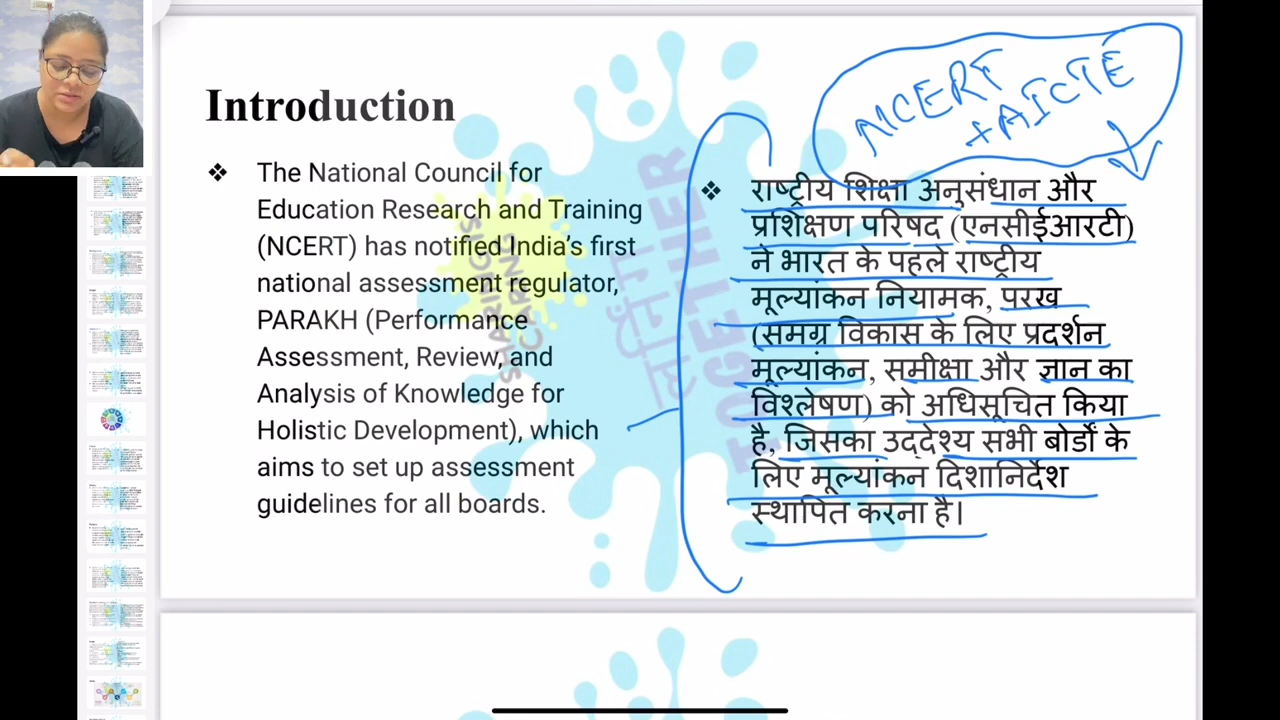 Introduction
❖ The National Council for
Education Research and Training
(NCERT) has notified India's first
national assessment regulator,
PARAKH (Performance
Assessment, Review, and
Analysis of Knowledge for
Holistic Development), which
aims to set up assessment
guidelines for all boards.
NCERT
+AICTE
❖ राष्ट्रीय शिक्षा अनुसंधान और
प्रशिक्षण परिषद (एनसीईआरटी)
ने भारत के पहले राष्ट्रीय
मूल्यांकन नियामक, परख
(समग्र विकास के लिए प्रदर्शन
मूल्यांकन, समीक्षा और ज्ञान का
विश्लेषण) को अधिसूचित किया
है, जिसका उद्देश्य सभी बोर्डों के
लिए मूल्यांकन दिशानिर्देश
स्थापित करना है।